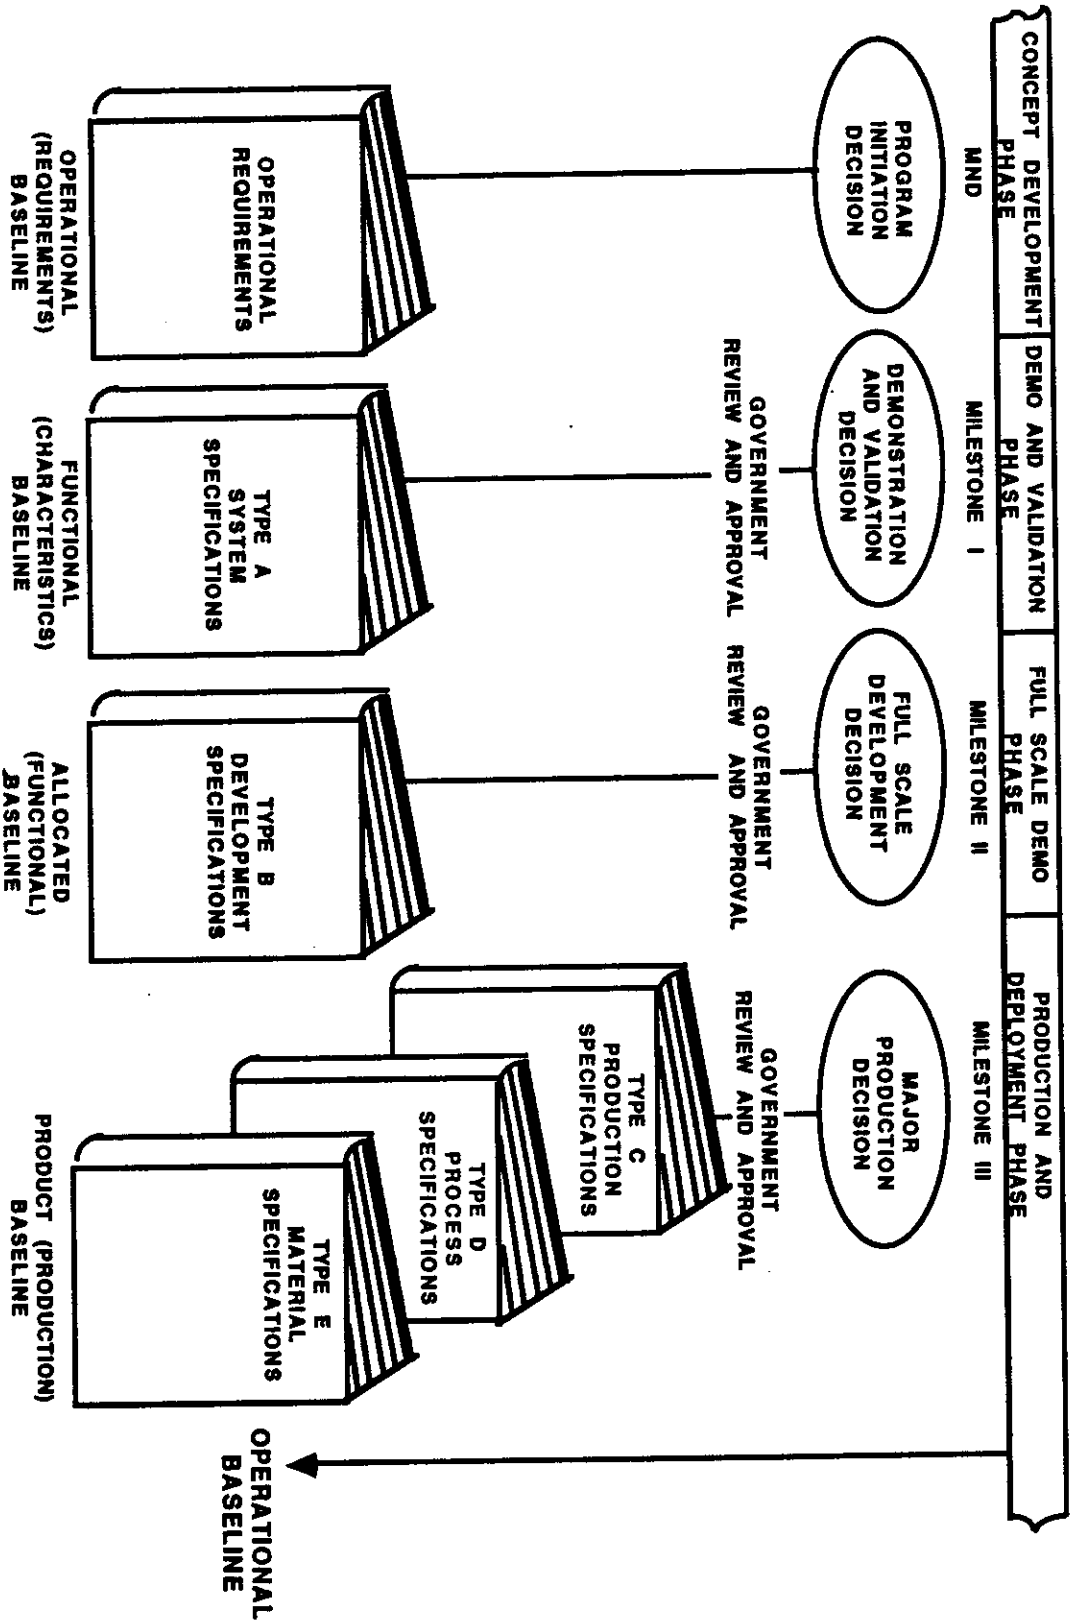 CONCEPT DEVELOPMENT
PHASE
DEMO AND VALIDATION
PHASE
FULL SCALE DEMO
PHASE
PRODUCTION AND
DEPLOYMENT PHASE
MND
MILESTONE I
MILESTONE II
MILESTONE III
PROGRAM
INITIATION
DECISION
DEMONSTRATION
AND VALIDATION
DECISION
FULL SCALE
DEVELOPMENT
DECISION
MAJOR
PRODUCTION
DECISION
GOVERNMENT
REVIEW AND APPROVAL
GOVERNMENT
REVIEW AND APPROVAL
GOVERNMENT
REVIEW AND APPROVAL
OPERATIONAL
REQUIREMENTS
TYPE A
SYSTEM
SPECIFICATIONS
TYPE B
DEVELOPMENT
SPECIFICATIONS
TYPE C
PRODUCTION
SPECIFICATIONS
TYPE D
PROCESS
SPECIFICATIONS
TYPE E
MATERIAL
SPECIFICATIONS
OPERATIONAL
BASELINE
OPERATIONAL
(REQUIREMENTS)
BASELINE
FUNCTIONAL
(CHARACTERISTICS)
BASELINE
ALLOCATED
(FUNCTIONAL)
BASELINE
PRODUCT (PRODUCTION)
BASELINE